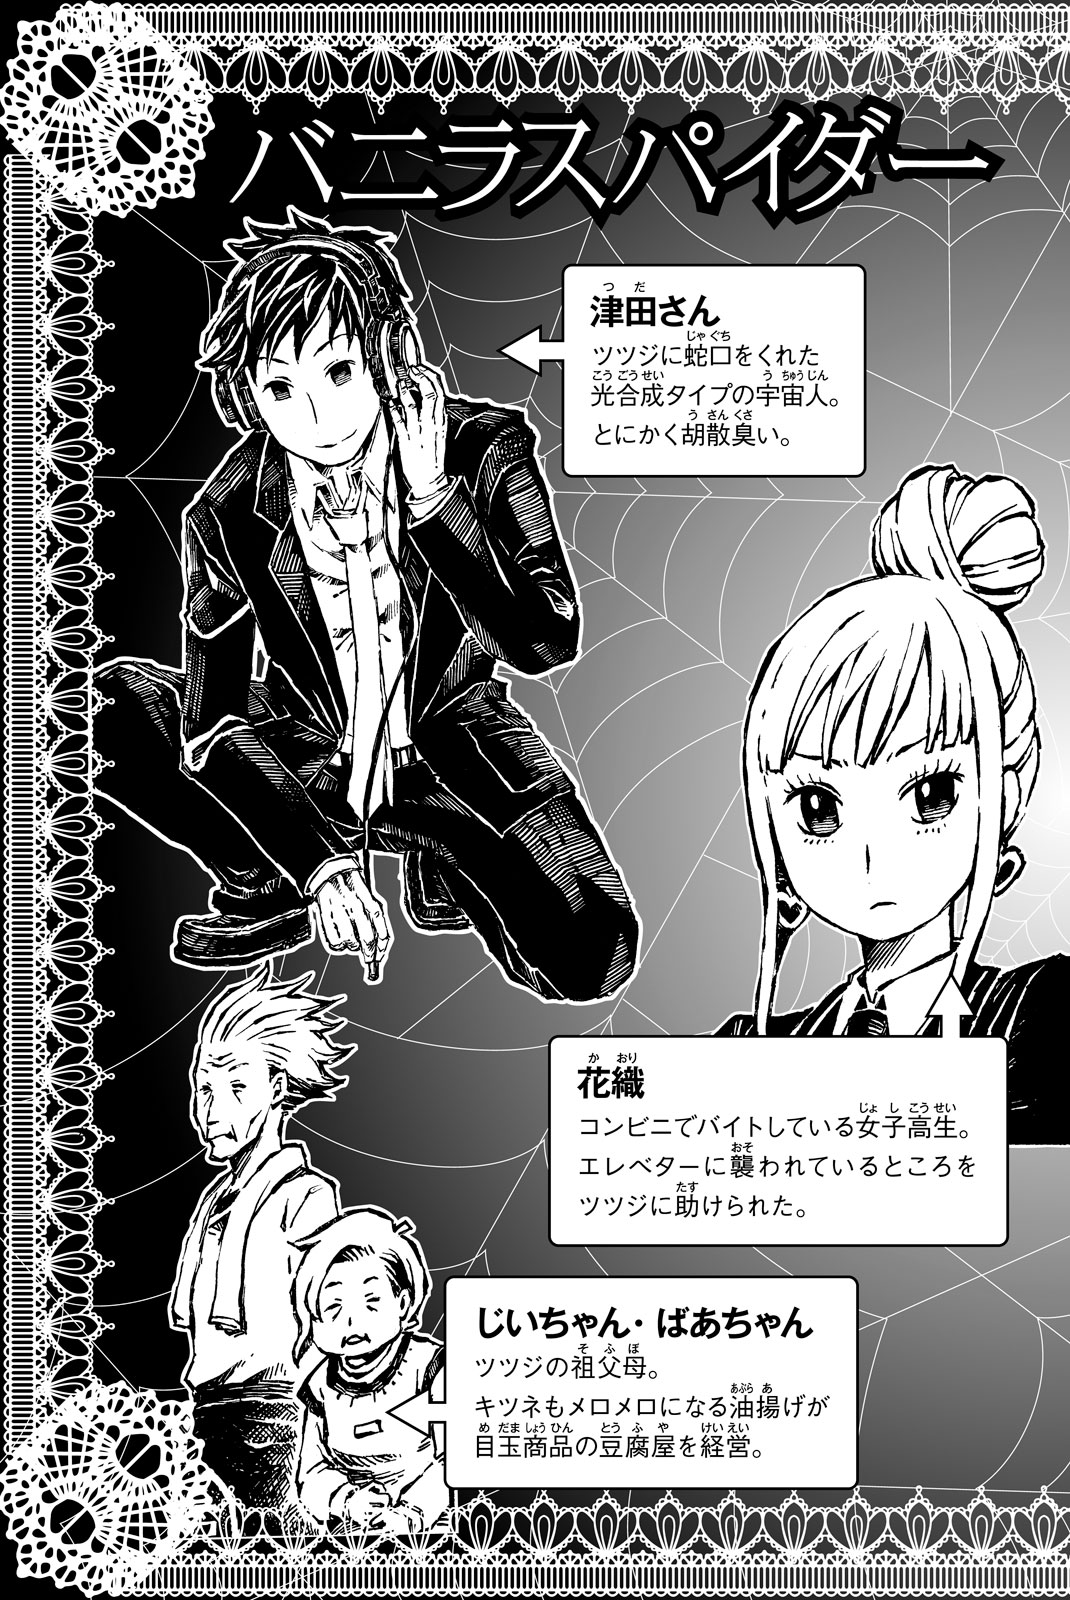 バニラスパイダー
津田さん
ツツジに蛇口をくれた
光合成タイプの宇宙人。
とにかく胡散臭い。
花織
コンビニでバイトしている女子高生。
エレベターに襲われているところを
ツツジに助けられた。
じいちゃん・ばあちゃん
ツツジの祖父母。
キツネもメロメロになる油揚げが
目玉商品の豆腐屋を経営。